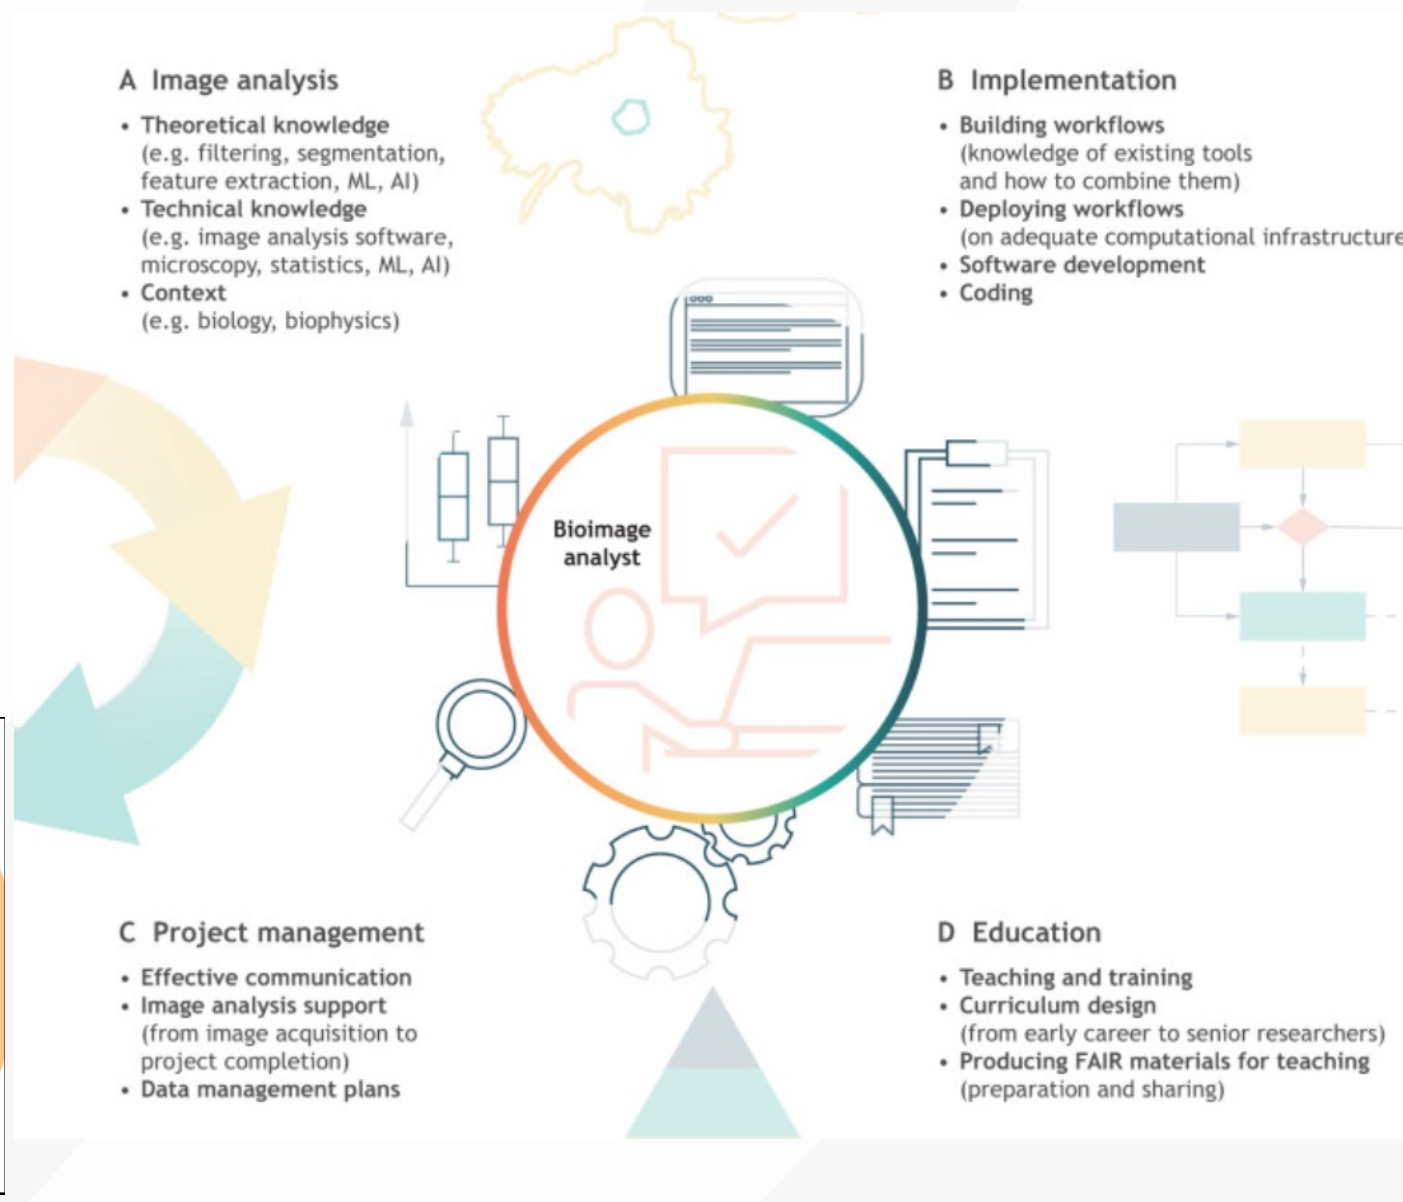 A Image analysis
• Theoretical knowledge
(e.g. filtering, segmentation,
feature extraction, ML, AI)
• Technical knowledge
(e.g. image analysis software,
microscopy, statistics, ML, AI)
• Context
(e.g. biology, biophysics)
B Implementation
• Building workflows
(knowledge of existing tools
and how to combine them)
• Deploying workflows
(on adequate computational infrastructure
• Software development
• Coding
Bioimage
analyst
C Project management
• Effective communication
• Image analysis support
(from image acquisition to
project completion)
• Data management plans
D Education
• Teaching and training
• Curriculum design
(from early career to senior researchers)
• Producing FAIR materials for teaching
(preparation and sharing)